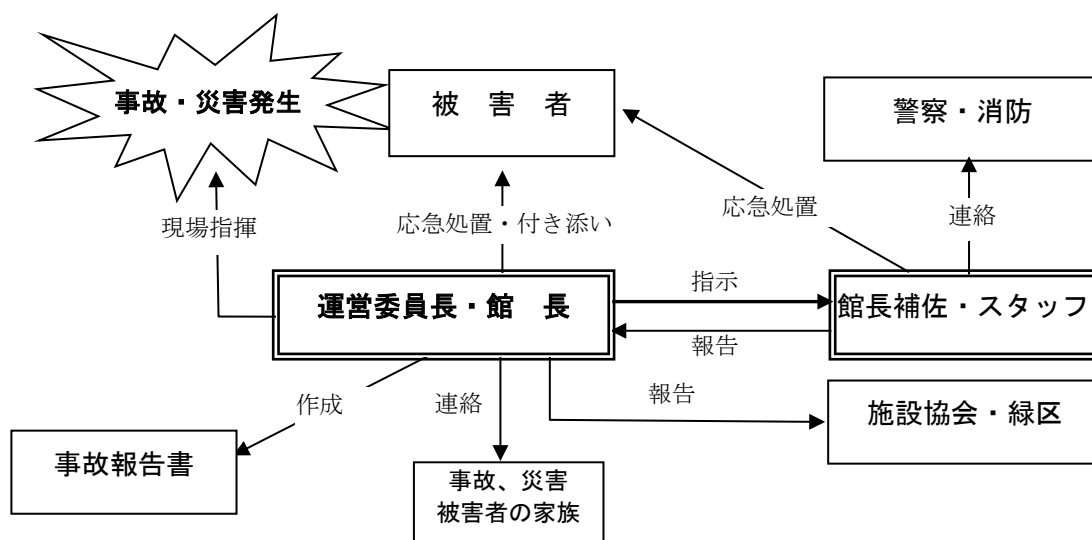 事故・災害発生
被　害　者
警察・消防
現場指揮
応急処置・付き添い
応急処置
連絡
運営委員長・館　長
指示
報告
館長補佐・スタッフ
作成
連絡
報告
施設協会・緑区
事故報告書
事故、災害
被害者の家族